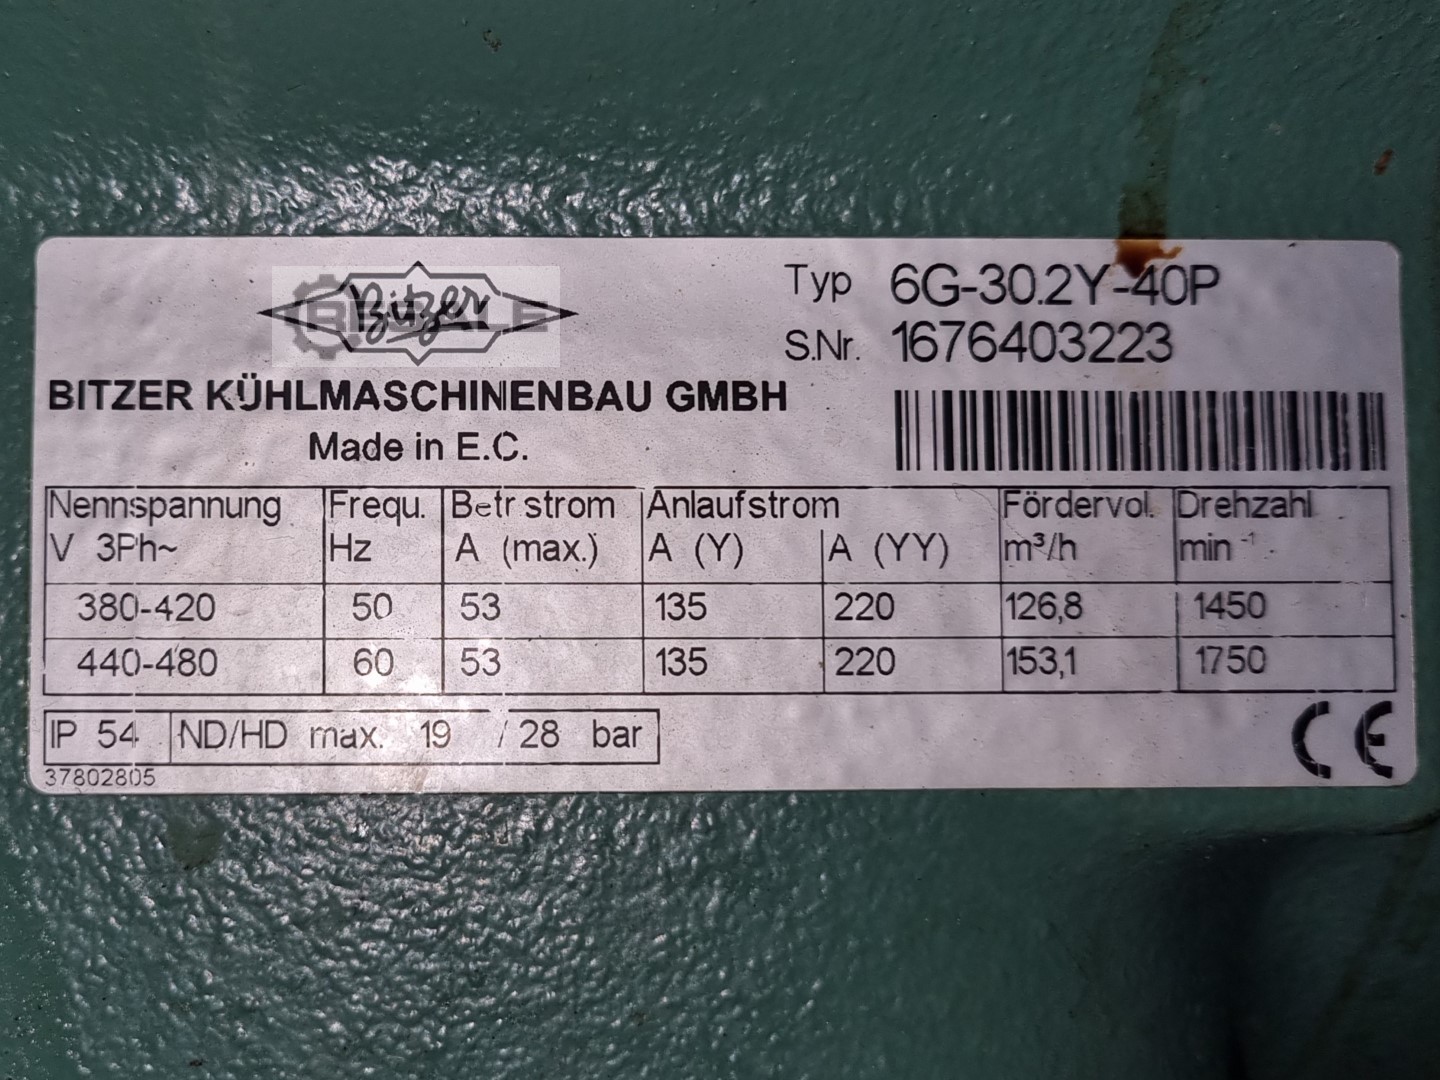 Bitzer
Typ 6G-30.2Y-40P
S.Nr. 1676403223
BITZER KÜHLMASCHINENBAU GMBH
Made in E.C.
Nennspannung Frequ. Betr strom Anlaufstrom Fördervol. Drehzahl
V 3Ph~ Hz A (max.) A (Y) A (YY) m³/h min⁻¹
380-420 50 53 135 220 126,8 1450
440-480 60 53 135 220 153,1 1750
IP 54 ND/HD max. 19 / 28 bar
37802805
CE